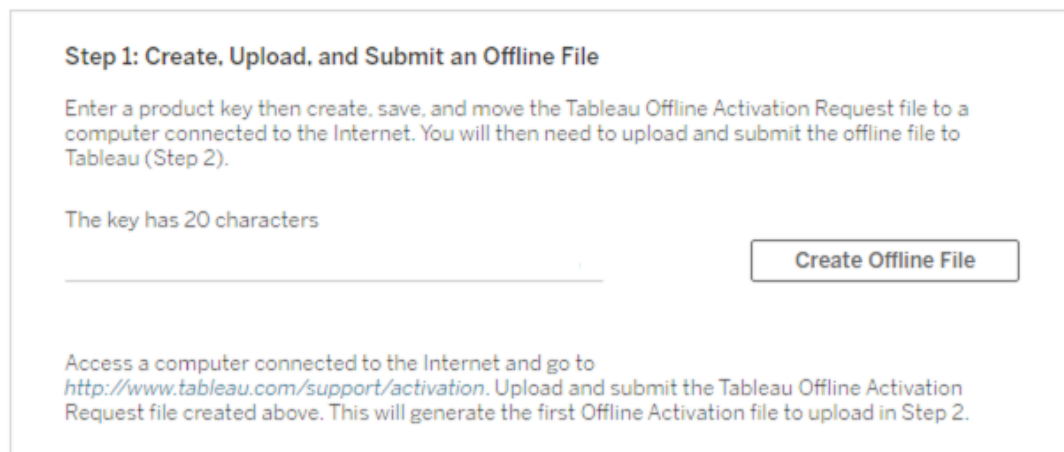 Step 1: Create, Upload, and Submit an Offline File
Enter a product key then create, save, and move the Tableau Offline Activation Request file to a
computer connected to the Internet. You will then need to upload and submit the offline file to
Tableau (Step 2).
The key has 20 characters
Create Offline File
Access a computer connected to the Internet and go to
http://www.tableau.com/support/activation. Upload and submit the Tableau Offline Activation
Request file created above. This will generate the first Offline Activation file to upload in Step 2.